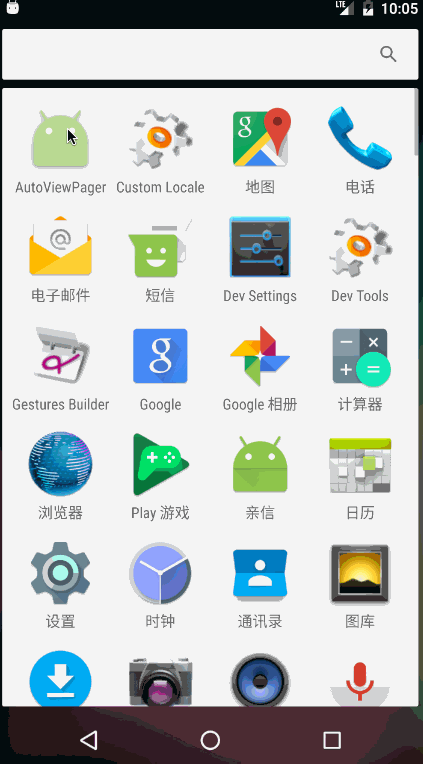 LTE 10:05
AutoViewPager Custom Locale 地图 电话
电子邮件 短信 Dev Settings Dev Tools
Gestures Builder Google Google 相册 计算器
浏览器 Play 游戏 亲信 日历
设置 时钟 通讯录 图库